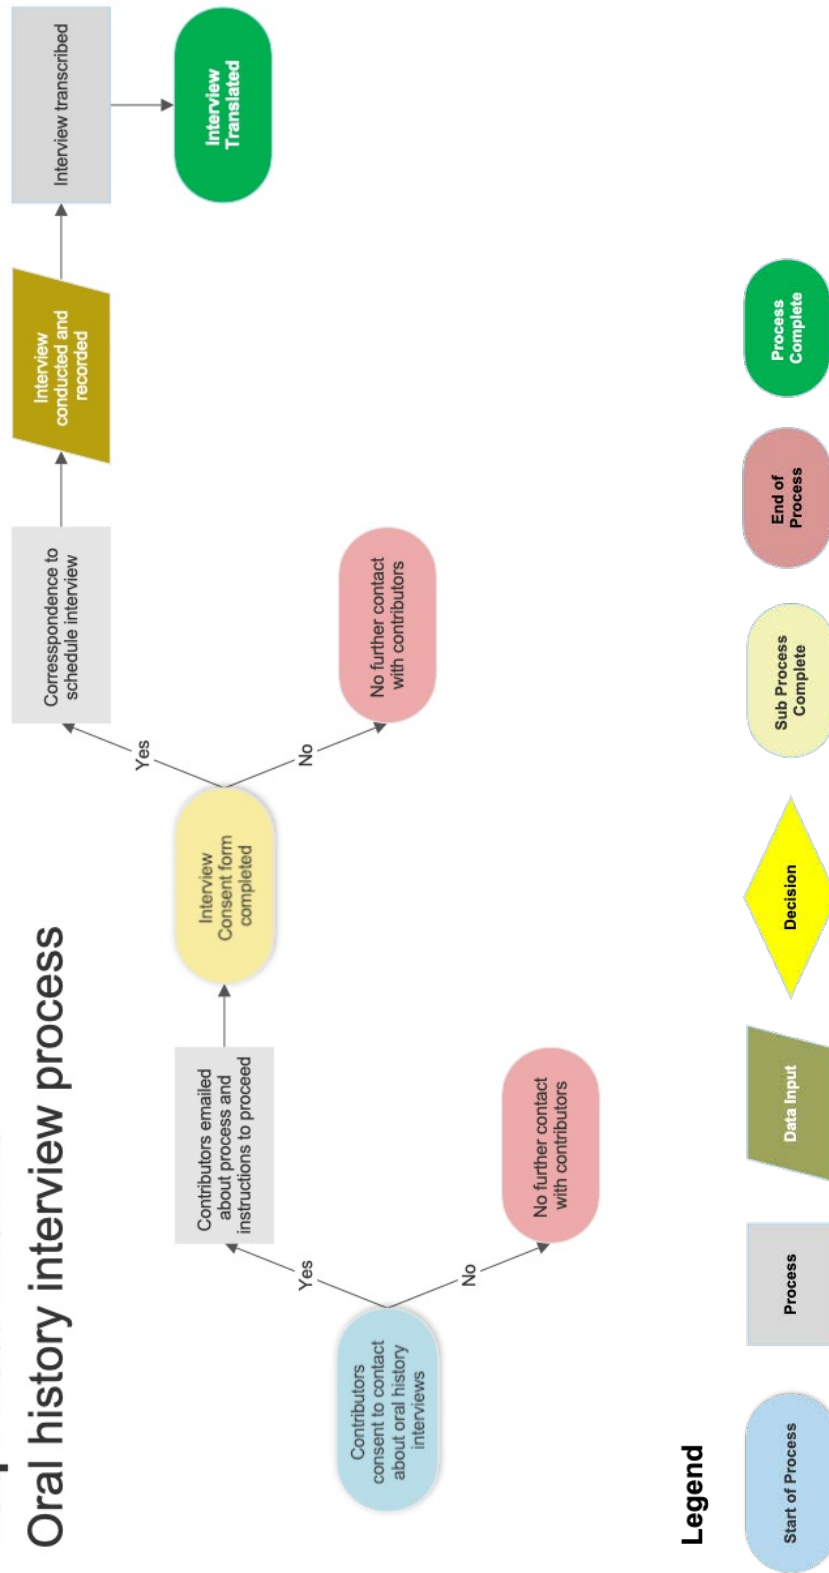 Oral history interview process
Contributors
consent to contact
about oral history
interviews
Yes
No
Contributors emailed
about process and
instructions to proceed
No further contact
with contributors
Interview
Consent form
completed
Yes
No
Corresspondence to
schedule interview
No further contact
with contributors
Interview
conducted and
recorded
Interview transcribed
Interview
Translated
Legend
Start of Process
Process
Data Input
Decision
Sub Process
Complete
End of
Process
Process
Complete